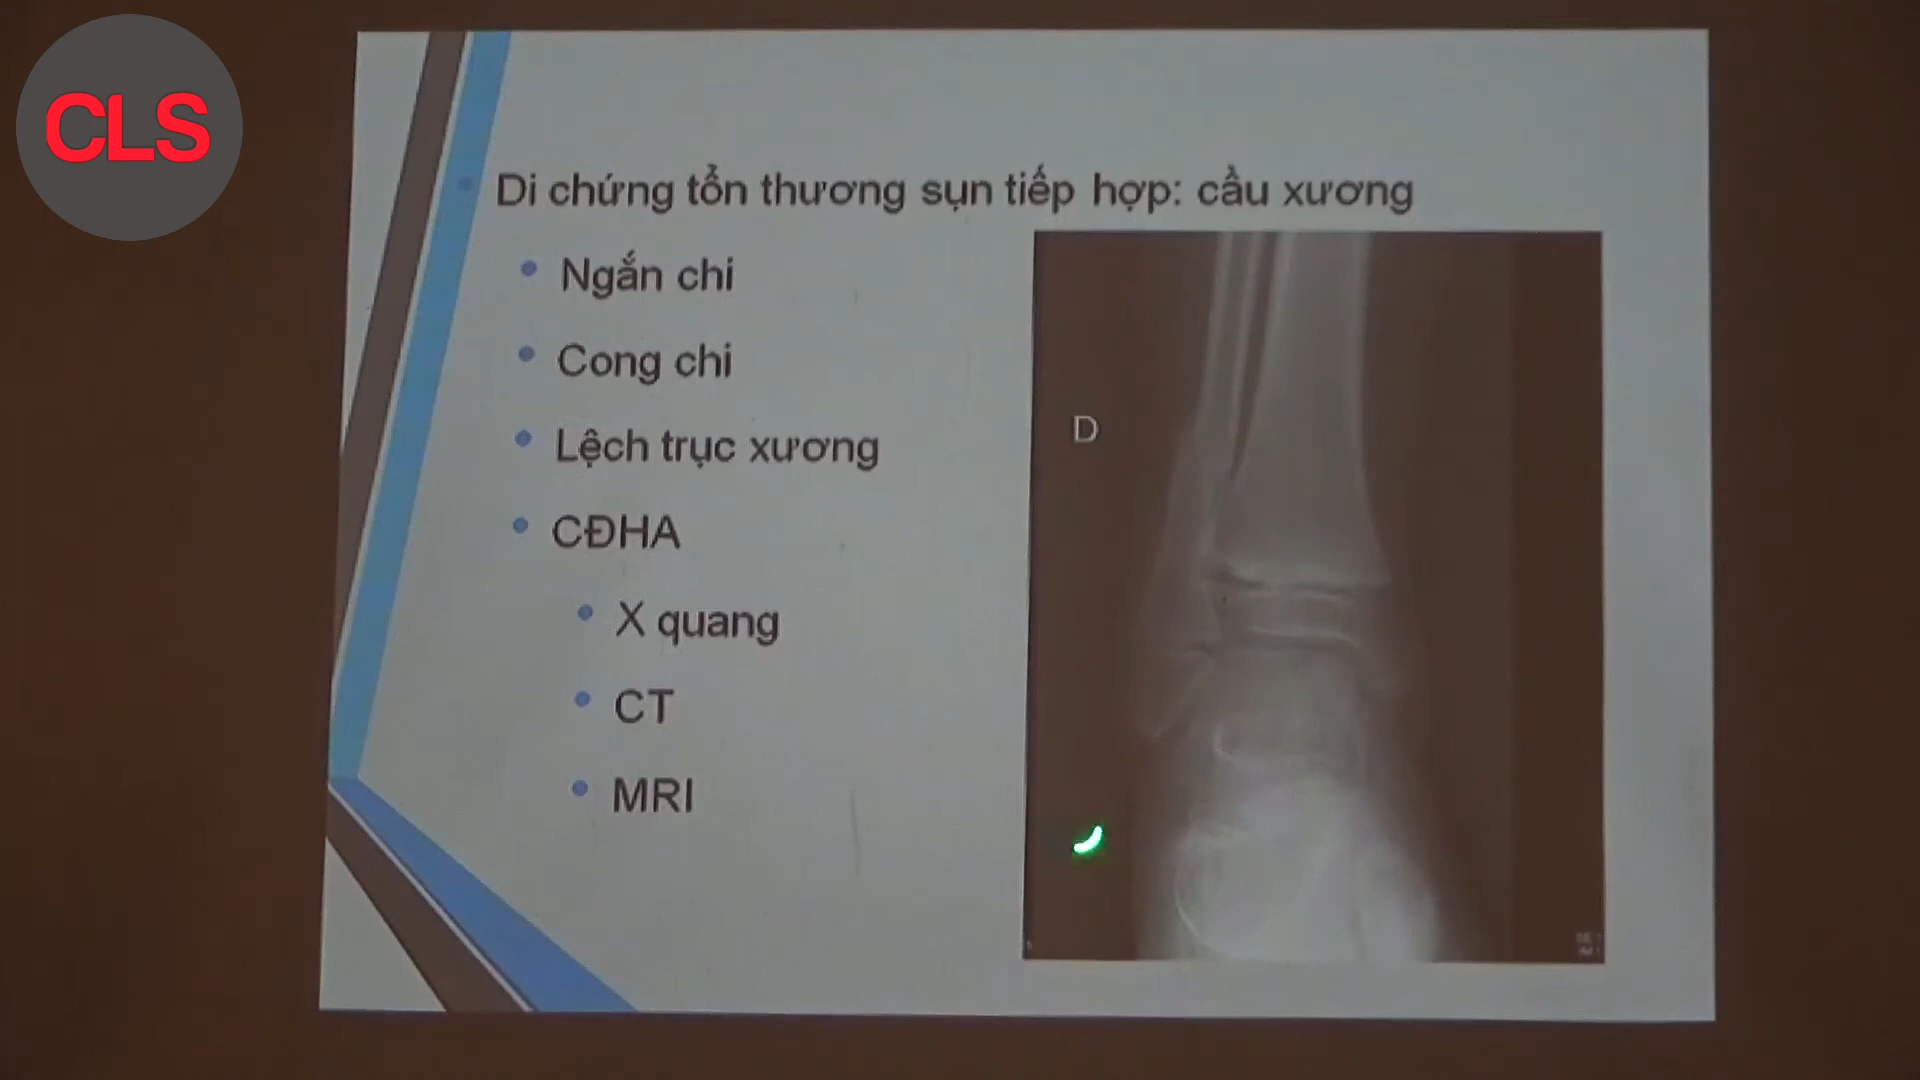 CLS
Di chứng tổn thương sụn tiếp hợp: cầu xương
Ngắn chi
Cong chi
Lệch trục xương
CĐHA
X quang
CT
MRI
D